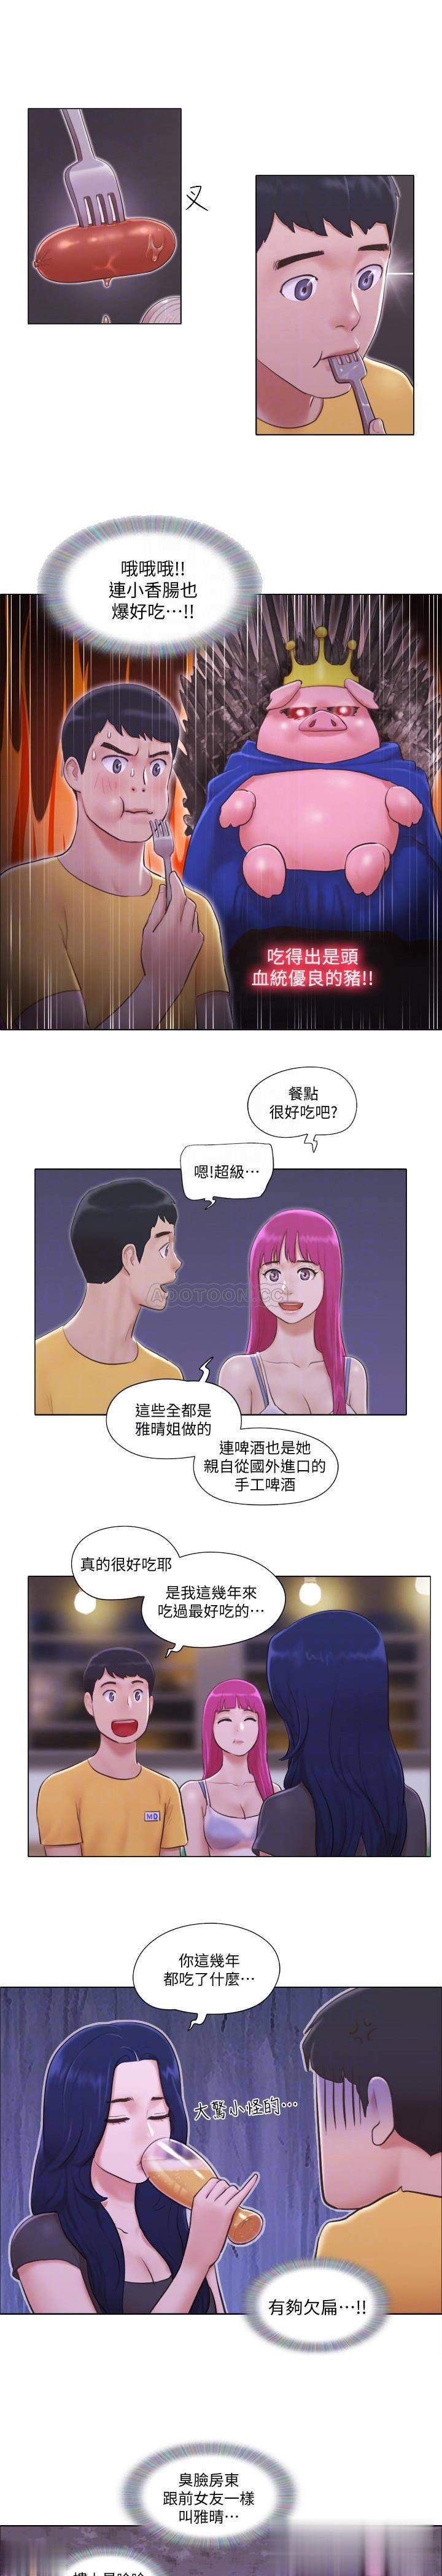 叉
哦哦哦!!
連小香腸也
爆好吃⋯!!
吃得出是頭
血統優良的豬!!
餐點
很好吃吧?
嗯!超級⋯
這些全都是
雅晴姐做的
連啤酒也是她
親自從國外進口的
手工啤酒
真的很好吃耶
是我這幾年來
吃過最好吃的⋯
MD
你這幾年
都吃了什麼⋯
大驚小怪的⋯
有夠欠扁⋯!!
臭臉房東
跟前女友一樣
叫雅晴⋯